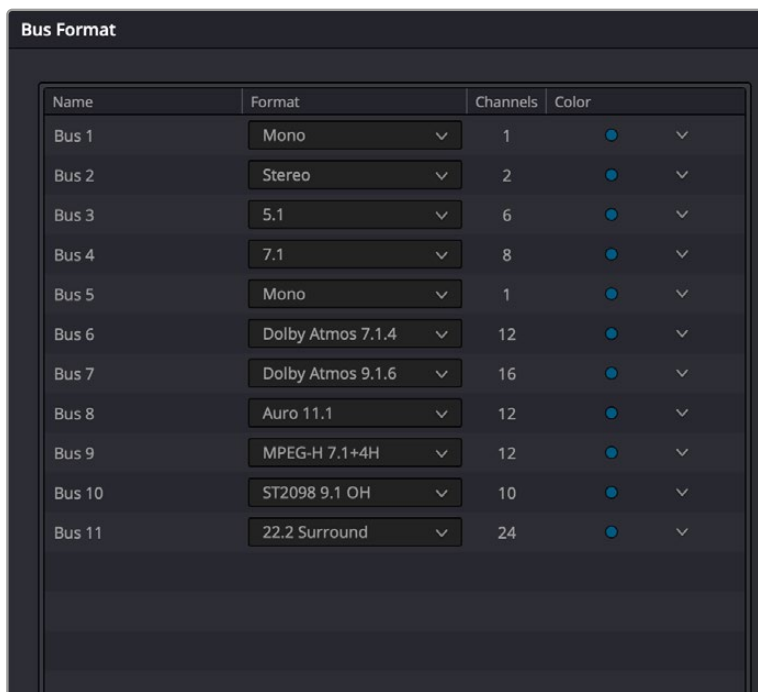 Bus Format
Name Format Channels Color
Bus 1 Mono 1
Bus 2 Stereo 2
Bus 3 5.1 6
Bus 4 7.1 8
Bus 5 Mono 1
Bus 6 Dolby Atmos 7.1.4 12
Bus 7 Dolby Atmos 9.1.6 16
Bus 8 Auro 11.1 12
Bus 9 MPEG-H 7.1+4H 12
Bus 10 ST2098 9.1 OH 10
Bus 11 22.2 Surround 24